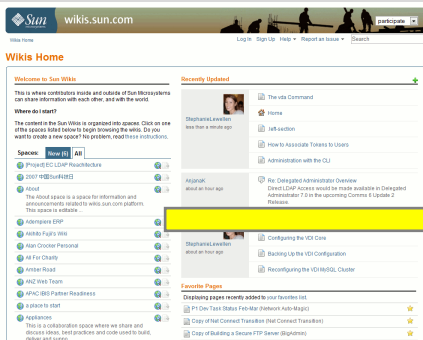 Sun
wikis.sun.com
participate
Wikis Home
Log In Sign Up Help Report an Issue Search
Wikis Home
Welcome to Sun Wikis
This is where contributors inside and outside of Sun Microsystems
can share information with each other, and with the world.
Where do I start?
The content in the Sun Wikis is organized into spaces. Click on one
of the spaces listed below to begin browsing the wikis. Do you
want to create a new space? No problem, read these instructions.
Spaces: New (6) All
[Project] EC LDAP Rearchitecture
2007 中国Sun科技日
About
The About space is a space for information and
announcements related to wikis.sun.com platform.
This space is editable...
Adempiere ERP
Akihito Fujii's Wiki
Alan Crocker Personal
All For Charity
Amber Road
ANZ Web Team
APAC IBIS Partner Readiness
a place to start
Appliances
This is a collaboration space where we share and
discuss ideas, best practices and code used to build,
deliver and support
Recently Updated
StephanieLewellen
less than a minute ago
The vda Command
Home
.left-section
How to Associate Tokens to Users
Administration with the CLI
AnjanaK
about an hour ago
Re: Delegated Administrator Overview
Direct LDAP Access would be made available in Delegated
Administrator 7.0 in the upcoming Comms 6 Update 2
Release.
StephanieLewellen
about an hour ago
Configuring the VDI Core
Backing Up the VDI Configuration
Reconfiguring the VDI MySQL Cluster
Favorite Pages
Displaying pages recently added to your favorites list.
P1 Dev Task Status Feb-Mar (Network Auto-Magic)
Copy of Net Connect Transition (Net Connect Transition)
Copy of Building a Secure FTP Server (BigAdmin)